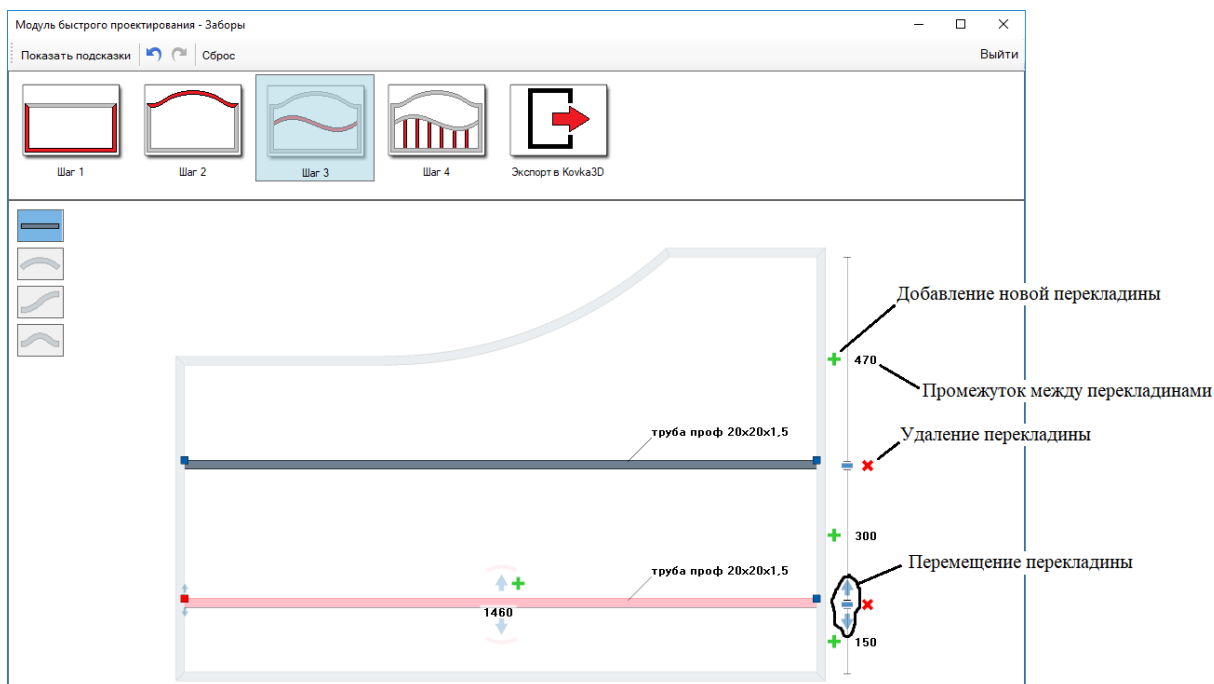 Модуль быстрого проектирования - Заборы
Показать подсказки
Сброс
Выйти
Шаг 1
Шаг 2
Шаг 3
Шаг 4
Экспорт в Kovka3D
Добавление новой перекладины
470
Промежуток между перекладинами
труба проф 20х20х1,5
Удаление перекладины
300
Перемещение перекладины
труба проф 20х20х1,5
1460
150